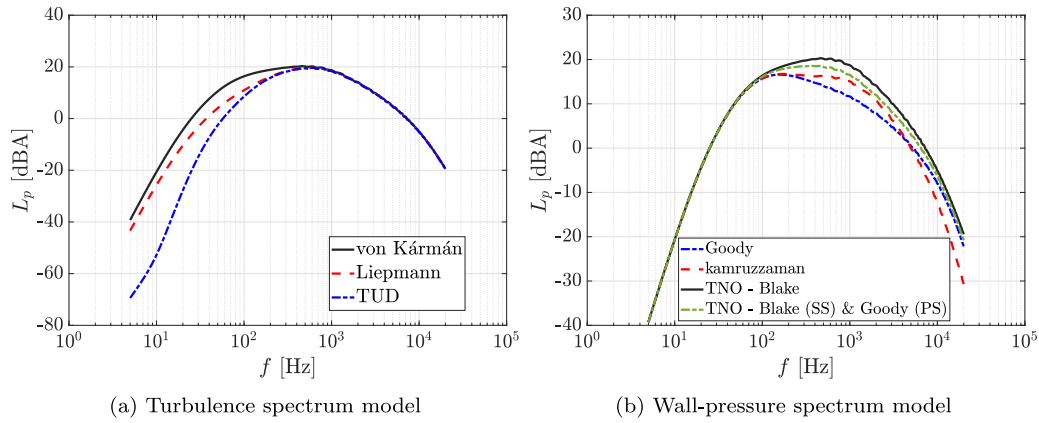 40
20
0
-20
-40
-60
-80
L_p [dBA]
10^0 10^1 10^2 10^3 10^4 10^5
f [Hz]
von Kármán
Liepmann
TUD
(a) Turbulence spectrum model
30
20
10
0
-10
-20
-30
-40
L_p [dBA]
10^0 10^1 10^2 10^3 10^4 10^5
f [Hz]
Goody
kamruzzaman
TNO - Blake
TNO - Blake (SS) & Goody (PS)
(b) Wall-pressure spectrum model